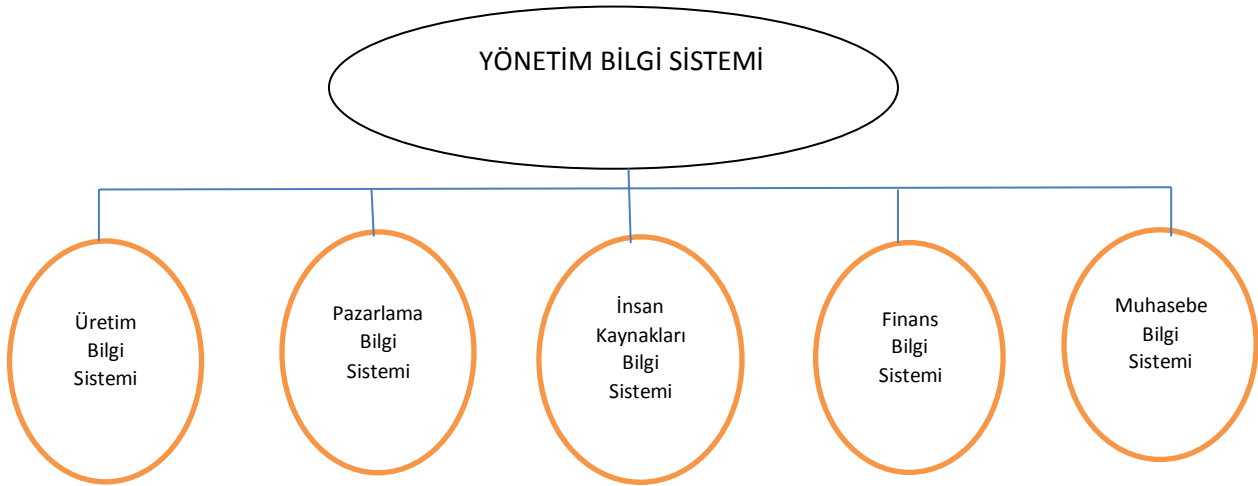 YÖNETİM BİLGİ SİSTEMİ
Üretim
Bilgi
Sistemi
Pazarlama
Bilgi
Sistemi
İnsan
Kaynakları
Bilgi
Sistemi
Finans
Bilgi
Sistemi
Muhasebe
Bilgi
Sistemi